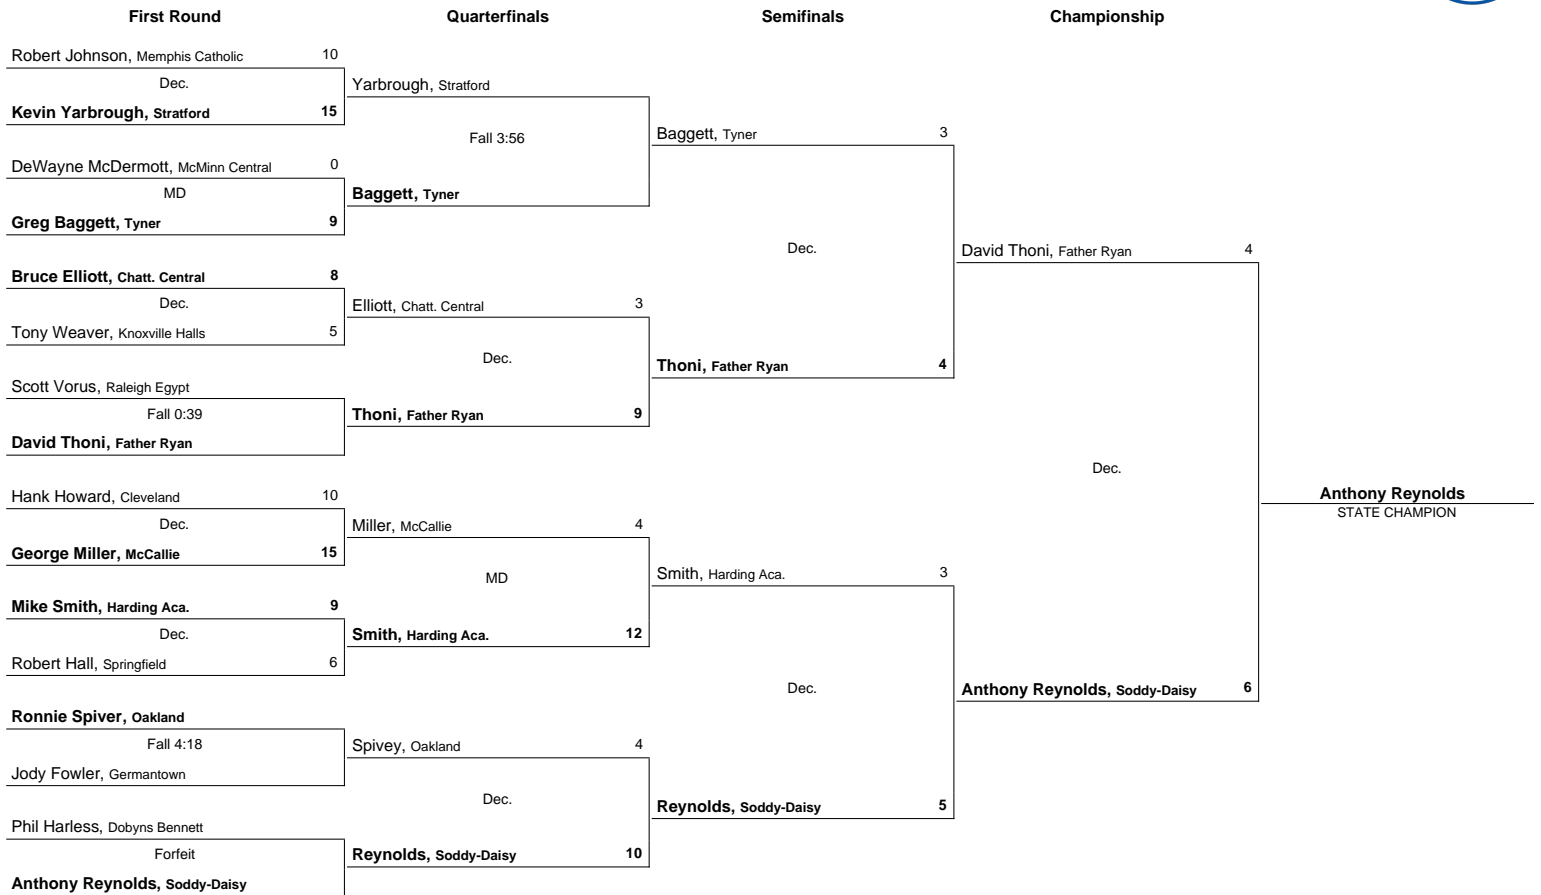 First Round
Quarterfinals
Semifinals
Championship
Robert Johnson, Memphis Catholic 10
Dec.
Kevin Yarbrough, Stratford 15
DeWayne McDermott, McMinn Central 0
MD
Greg Baggett, Tyner 9
Bruce Elliott, Chatt. Central 8
Dec.
Tony Weaver, Knoxville Halls 5
Scott Vorus, Raleigh Egypt
Fall 0:39
David Thoni, Father Ryan
Hank Howard, Cleveland 10
Dec.
George Miller, McCallie 15
Mike Smith, Harding Aca. 9
Dec.
Robert Hall, Springfield 6
Ronnie Spiver, Oakland
Fall 4:18
Jody Fowler, Germantown
Phil Harless, Dobyns Bennett
Forfeit
Anthony Reynolds, Soddy-Daisy
Yarbrough, Stratford
Fall 3:56
Baggett, Tyner
Elliott, Chatt. Central 3
Dec.
Thoni, Father Ryan 9
Miller, McCallie 4
MD
Smith, Harding Aca. 12
Spivey, Oakland 4
Dec.
Reynolds, Soddy-Daisy 10
Baggett, Tyner 3
Dec.
Thoni, Father Ryan 4
Smith, Harding Aca. 3
Dec.
Reynolds, Soddy-Daisy 5
David Thoni, Father Ryan 4
Dec.
Anthony Reynolds, Soddy-Daisy 6
Anthony Reynolds
STATE CHAMPION